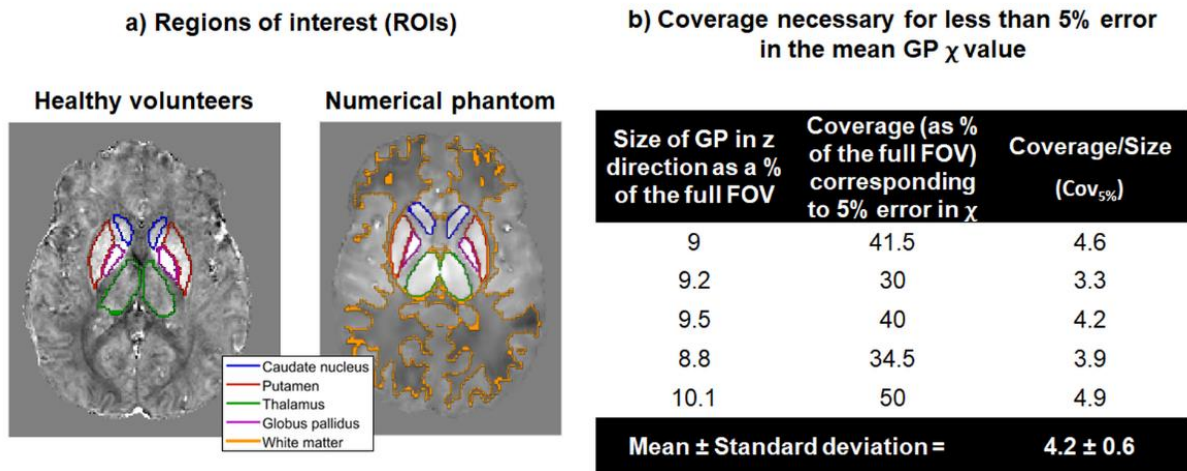 a) Regions of interest (ROIs)
Healthy volunteers
Numerical phantom
Caudate nucleus
Putamen
Thalamus
Globus pallidus
White matter
b) Coverage necessary for less than 5% error
in the mean GP χ value
Size of GP in z
direction as a %
of the full FOV
Coverage (as %
of the full FOV)
corresponding
to 5% error in χ
Coverage/Size
(Cov5%)
9 41.5 4.6
9.2 30 3.3
9.5 40 4.2
8.8 34.5 3.9
10.1 50 4.9
Mean ± Standard deviation = 4.2 ± 0.6